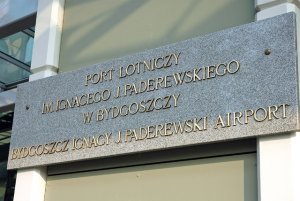 PORT LOTNICZY
IM. IGNACEGO J. PADEREWSKIEGO
W BYDGOSZCZY
BYDGOSZCZ IGNACY J. PADEREWSKI AIRPORT